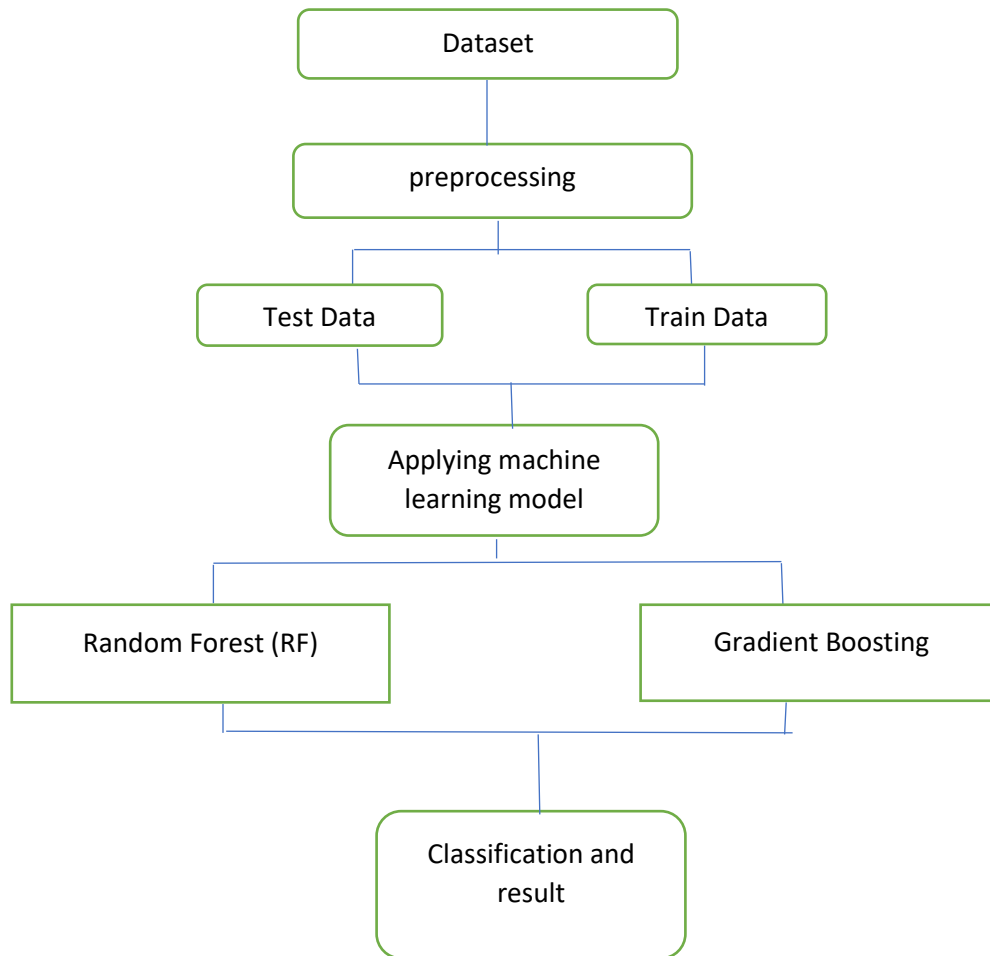 Dataset
preprocessing
Test Data
Train Data
Applying machine
learning model
Random Forest (RF)
Gradient Boosting
Classification and
result